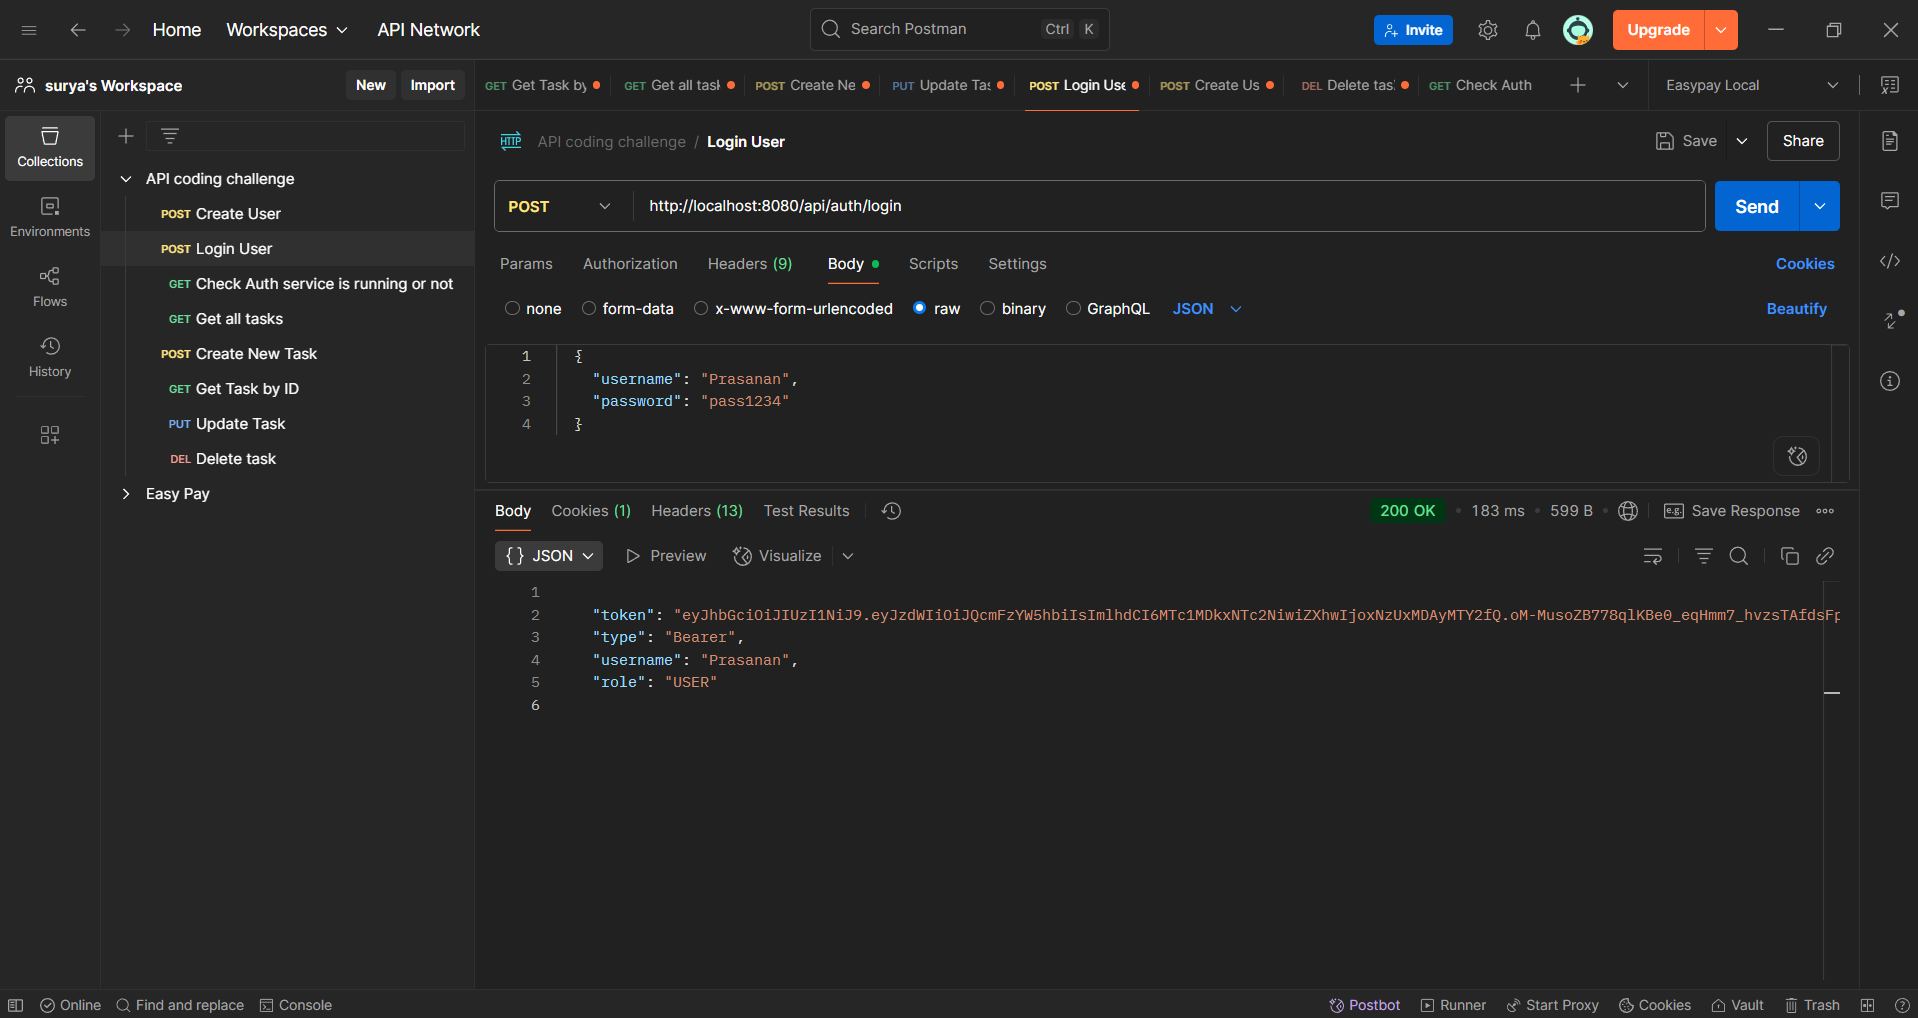 Home Workspaces API Network Search Postman Ctrl K Invite Upgrade
surya's Workspace New Import
GET Get Task by GET Get all task POST Create Ne PUT Update Tas POST Login Use POST Create Us DEL Delete tas GET Check Auth Easypay Local
Collections
Environments
Flows
History
API coding challenge
POST Create User
POST Login User
GET Check Auth service is running or not
GET Get all tasks
POST Create New Task
GET Get Task by ID
PUT Update Task
DEL Delete task
Easy Pay
HTTP API coding challenge / Login User Save Share
POST http://localhost:8080/api/auth/login Send
Params Authorization Headers (9) Body Scripts Settings Cookies
none form-data x-www-form-urlencoded raw binary GraphQL JSON Beautify
1 {
2 "username": "Prasanan",
3 "password": "pass1234"
4 }
Body Cookies (1) Headers (13) Test Results 200 OK • 183 ms • 599 B • e.g. Save Response
{} JSON Preview Visualize
1
2 "token": "eyJhbGciOiJIUzI1NiJ9.eyJzdWIiOiJQcmFzYW5hbiIsImlhdCI6MTc1MDkxNTc2NiwiZXhwIjoxNzUxMDAyMTY2fQ.oM-MusoZB778qlKBe0_eqHmm7_hvzsTAfdsFp
3 "type": "Bearer",
4 "username": "Prasanan",
5 "role": "USER"
6
Online Find and replace Console Postbot Runner Start Proxy Cookies Vault Trash